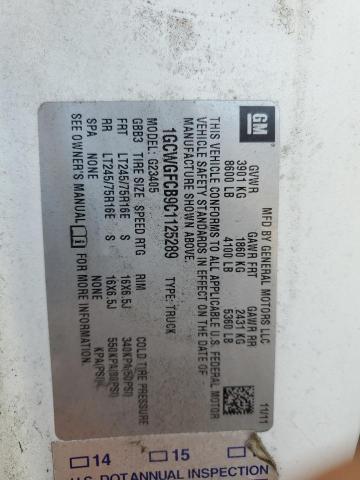 GM
MFD BY GENERAL MOTORS LLC
11/11
GVWR GAWR FRT GAWR RR
3901 KG 1860 KG 2431 KG
8600 LB 4100 LB 5360 LB
THIS VEHICLE CONFORMS TO ALL APPLICABLE U.S. FEDERAL MOTOR
VEHICLE SAFETY STANDARDS IN EFFECT ON THE DATE OF
MANUFACTURE SHOWN ABOVE.
1GCWGFCB9C1125289 TYPE: TRUCK
MODEL: G23405
GBB3 TIRE SIZE SPEED RTG RIM COLD TIRE PRESSURE
FRT LT245/75R16E S 16X6.5J 340KPA(50PSI)
RR LT245/75R16E S 16X6.5J 550KPA(80PSI)
SPA NONE NONE KPA(PSI)
SEE OWNER'S MANUAL FOR MORE INFORMATION.
14 15
U.S. DOT ANNUAL INSPECTION